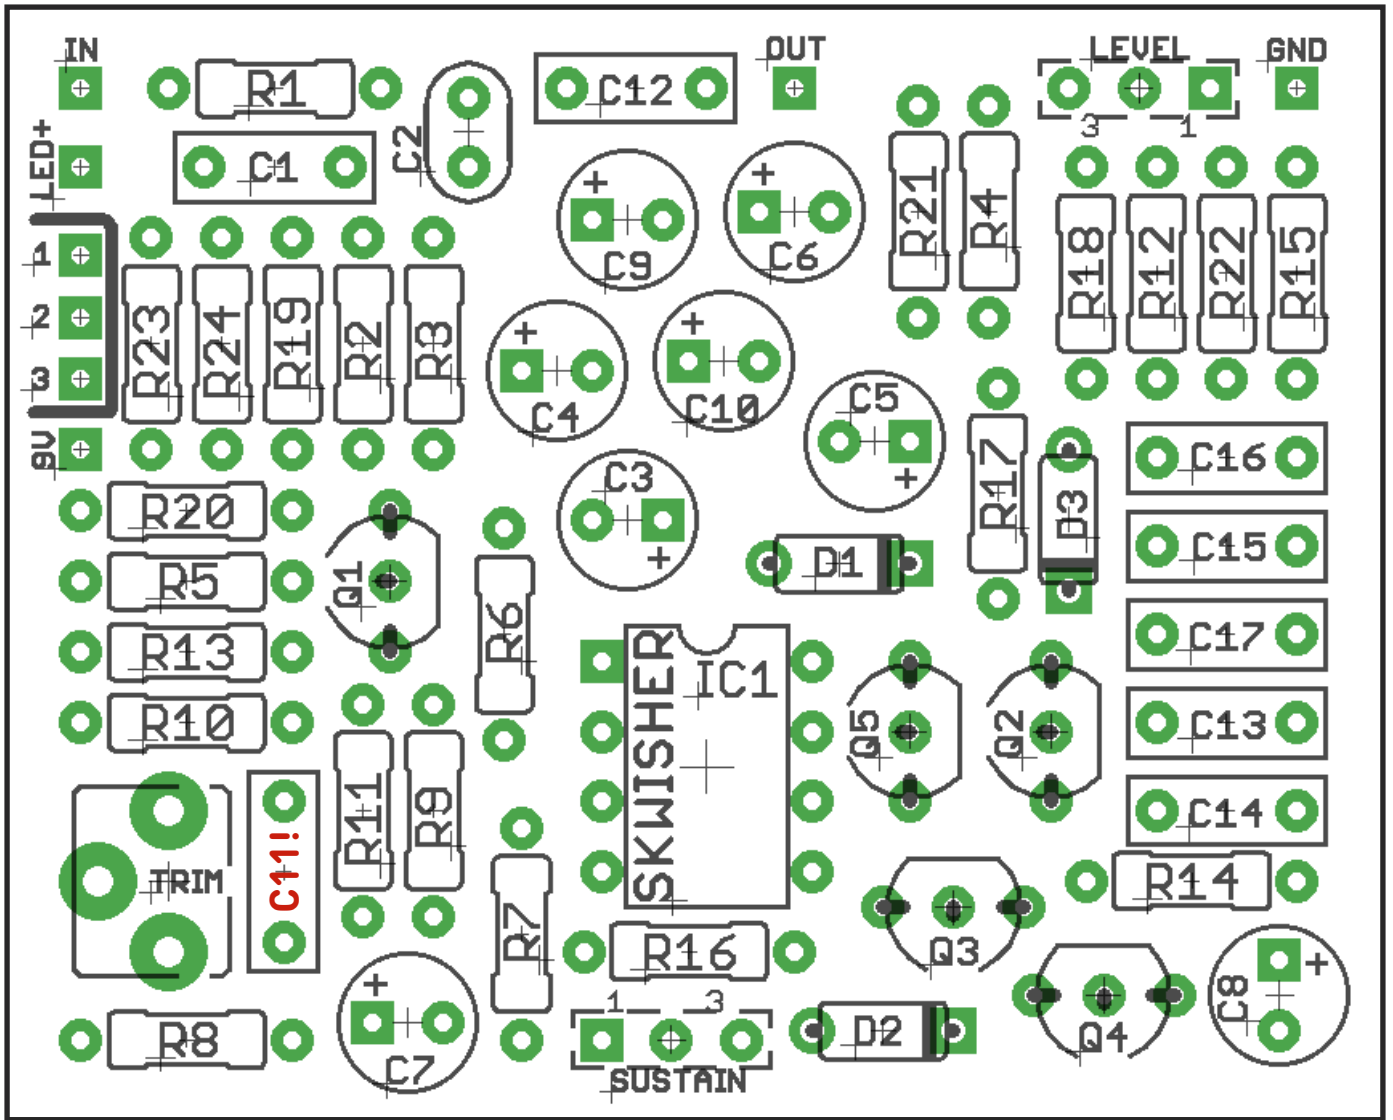 IN
OUT
LEVEL
GND
R1
C12
3
1
LED+
C1
C2
+
+
R21
R4
1
C9
C6
R18
R12
R22
R15
2
R23
R24
R19
R2
R3
+
+
3
C4
C10
C5
+
9V
C3
+
R17
D3
C16
R20
C15
Q1
D1
R5
R6
C17
R13
SKWISHER
IC1
R10
Q5
Q2
C13
R11
R9
C14
TRIM
C11!
R14
R7
R16
Q3
+
1
3
C8
+
R8
C7
D2
Q4
SUSTAIN